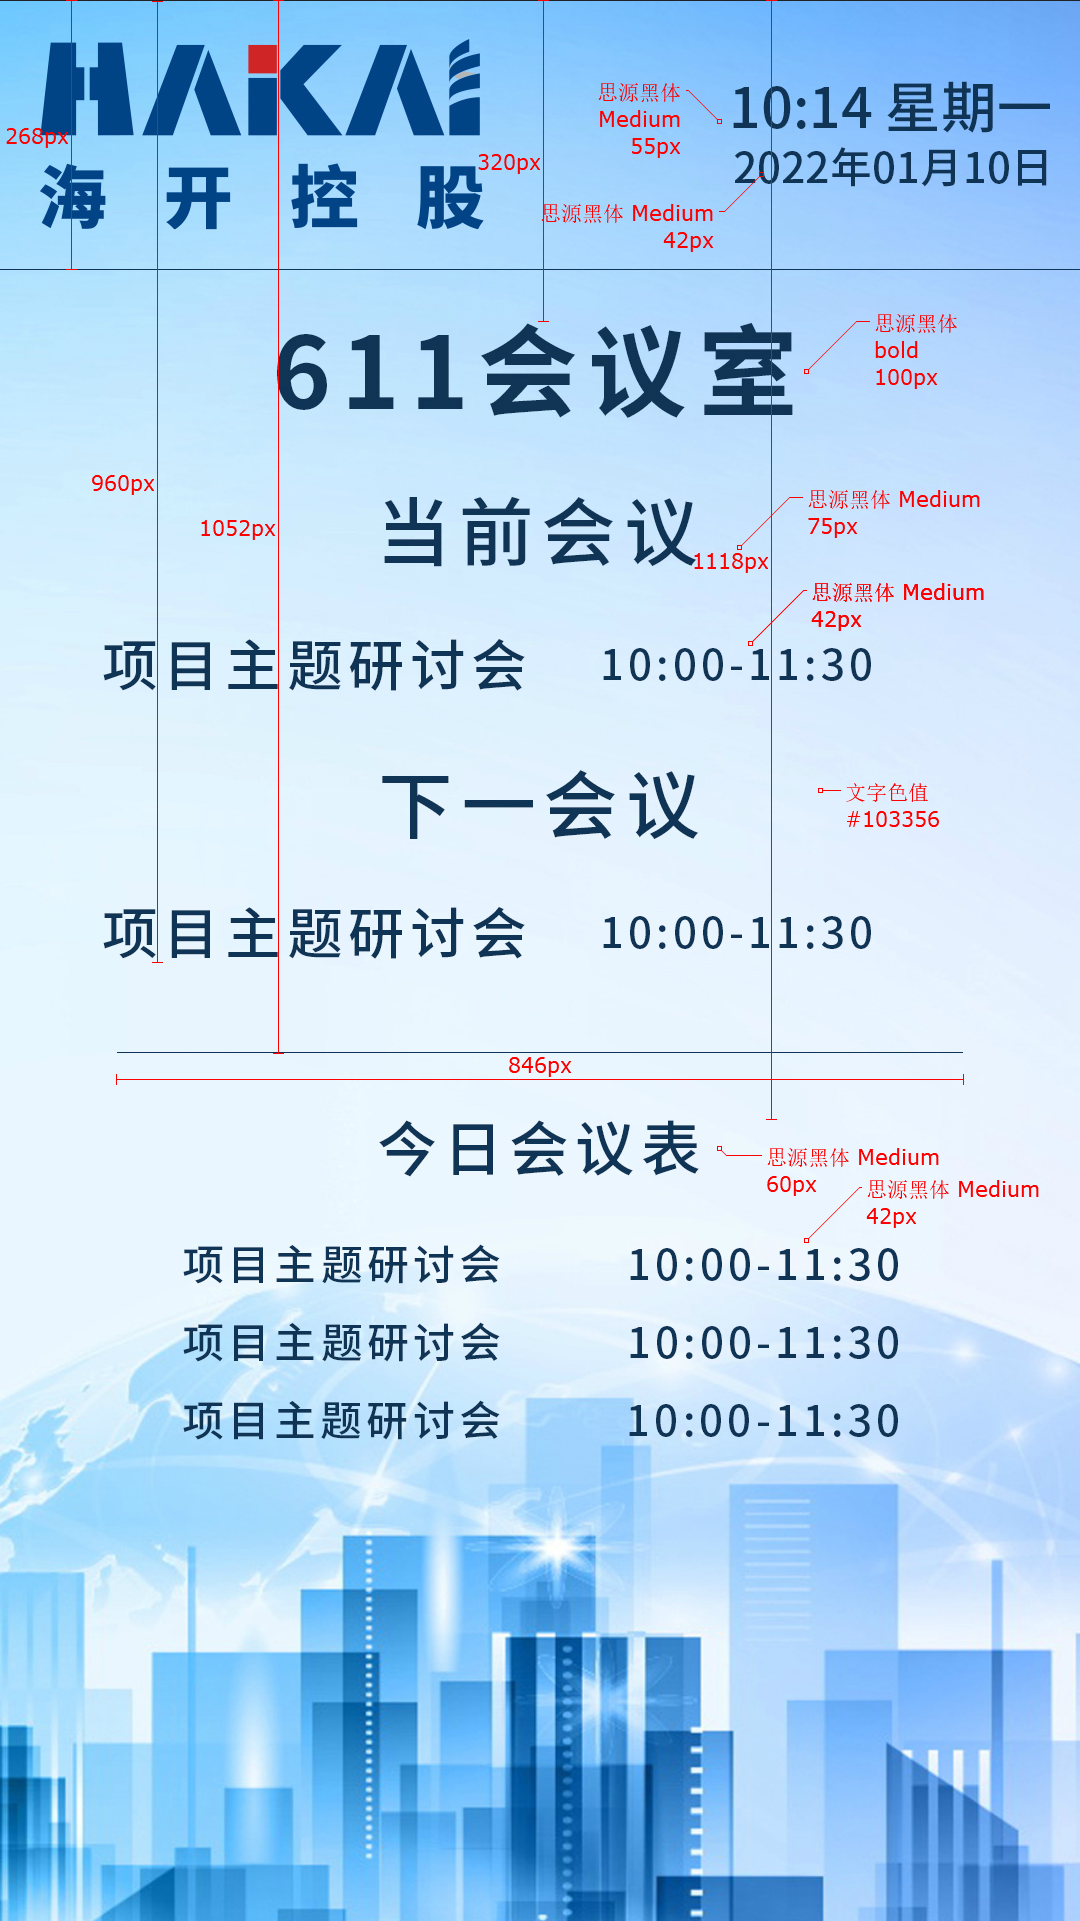 HAiKAI
海开控股
268px
320px
思源黑体
Medium
55px
10:14 星期一
2022年01月10日
思源黑体 Medium
42px
611会议室
思源黑体
bold
100px
960px
1052px
当前会议
思源黑体 Medium
75px
1118px
思源黑体 Medium
42px
项目主题研讨会 10:00-11:30
下一会议
文字色值
#103356
项目主题研讨会 10:00-11:30
846px
今日会议表
思源黑体 Medium
60px
思源黑体 Medium
42px
项目主题研讨会 10:00-11:30
项目主题研讨会 10:00-11:30
项目主题研讨会 10:00-11:30